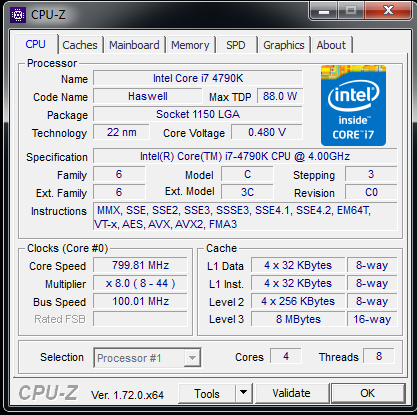 CPU-Z
CPU Caches Mainboard Memory SPD Graphics About
Processor
Name Intel Core i7 4790K
Code Name Haswell Max TDP 88.0 W
Package Socket 1150 LGA
Technology 22 nm Core Voltage 0.480 V
intel inside™ CORE™ i7
Specification Intel(R) Core(TM) i7-4790K CPU @ 4.00GHz
Family 6 Model C Stepping 3
Ext. Family 6 Ext. Model 3C Revision C0
Instructions MMX, SSE, SSE2, SSE3, SSSE3, SSE4.1, SSE4.2, EM64T,
VT-x, AES, AVX, AVX2, FMA3
Clocks (Core #0) Cache
Core Speed 799.81 MHz L1 Data 4 x 32 KBytes 8-way
Multiplier x 8.0 ( 8 - 44 ) L1 Inst. 4 x 32 KBytes 8-way
Bus Speed 100.01 MHz Level 2 4 x 256 KBytes 8-way
Rated FSB Level 3 8 MBytes 16-way
Selection Processor #1 Cores 4 Threads 8
CPU-Z Ver. 1.72.0.x64 Tools Validate OK